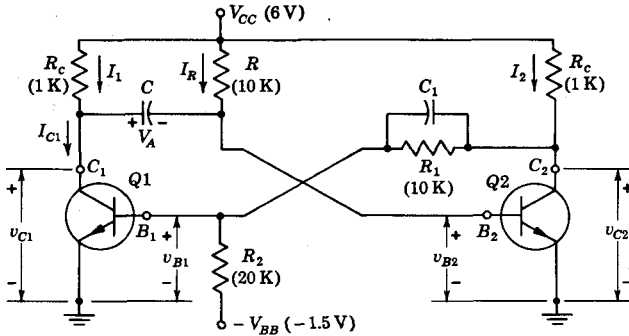 V_CC (6 V)
R_c
(1 K)
I_1
I_R
R
(10 K)
I_2
R_c
(1 K)
C
+ V_A −
C_1
I_C1
R_1
(10 K)
C_1
Q1
C_2
Q2
+
v_C1
−
B_1
+
v_B1
−
R_2
(20 K)
B_2
+
v_B2
−
+
v_C2
−
− V_BB (− 1.5 V)